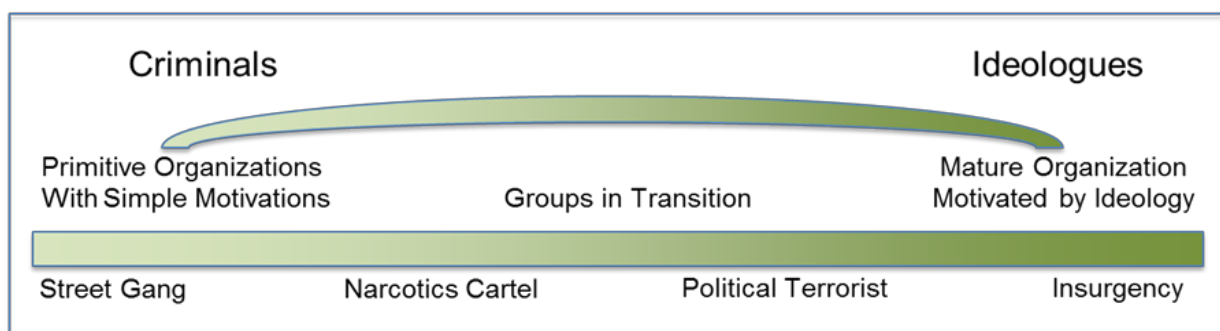 Criminals
Ideologues
Primitive Organizations
With Simple Motivations
Groups in Transition
Mature Organization
Motivated by Ideology
Street Gang
Narcotics Cartel
Political Terrorist
Insurgency